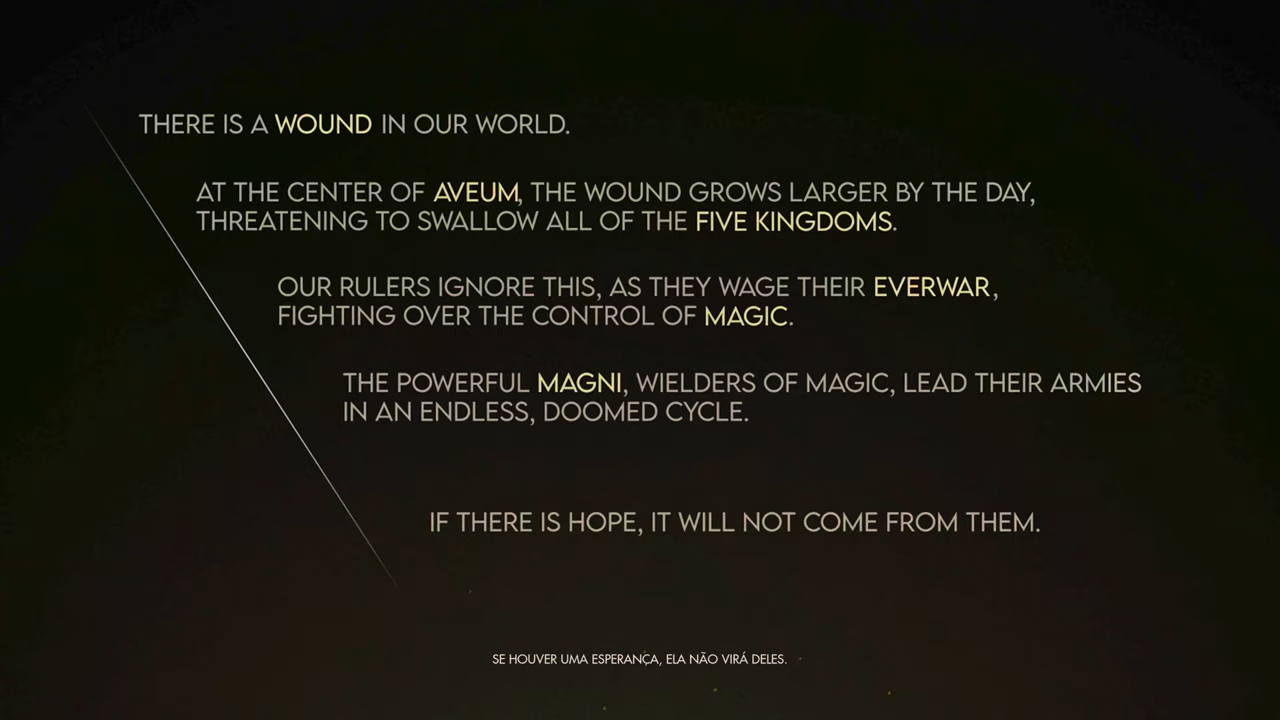 THERE IS A WOUND IN OUR WORLD.
AT THE CENTER OF AVEUM, THE WOUND GROWS LARGER BY THE DAY,
THREATENING TO SWALLOW ALL OF THE FIVE KINGDOMS.
OUR RULERS IGNORE THIS, AS THEY WAGE THEIR EVERWAR,
FIGHTING OVER THE CONTROL OF MAGIC.
THE POWERFUL MAGNI, WIELDERS OF MAGIC, LEAD THEIR ARMIES
IN AN ENDLESS, DOOMED CYCLE.
IF THERE IS HOPE, IT WILL NOT COME FROM THEM.
SE HOUVER UMA ESPERANÇA, ELA NÃO VIRÁ DELES.